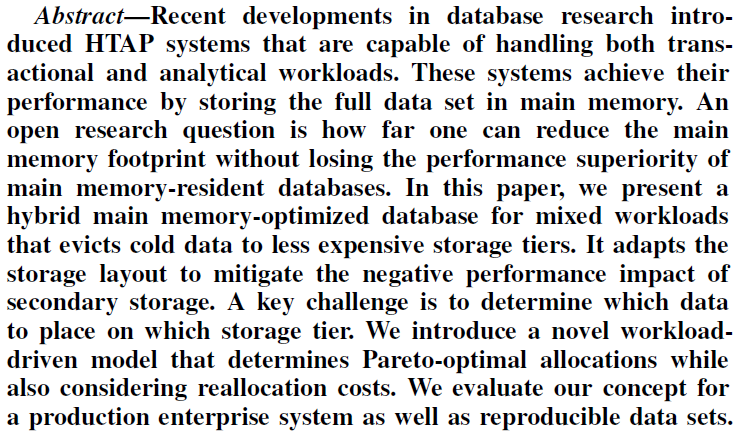 Abstract—Recent developments in database research intro-
duced HTAP systems that are capable of handling both trans-
actional and analytical workloads. These systems achieve their
performance by storing the full data set in main memory. An
open research question is how far one can reduce the main
memory footprint without losing the performance superiority of
main memory-resident databases. In this paper, we present a
hybrid main memory-optimized database for mixed workloads
that evicts cold data to less expensive storage tiers. It adapts the
storage layout to mitigate the negative performance impact of
secondary storage. A key challenge is to determine which data
to place on which storage tier. We introduce a novel workload-
driven model that determines Pareto-optimal allocations while
also considering reallocation costs. We evaluate our concept for
a production enterprise system as well as reproducible data sets.